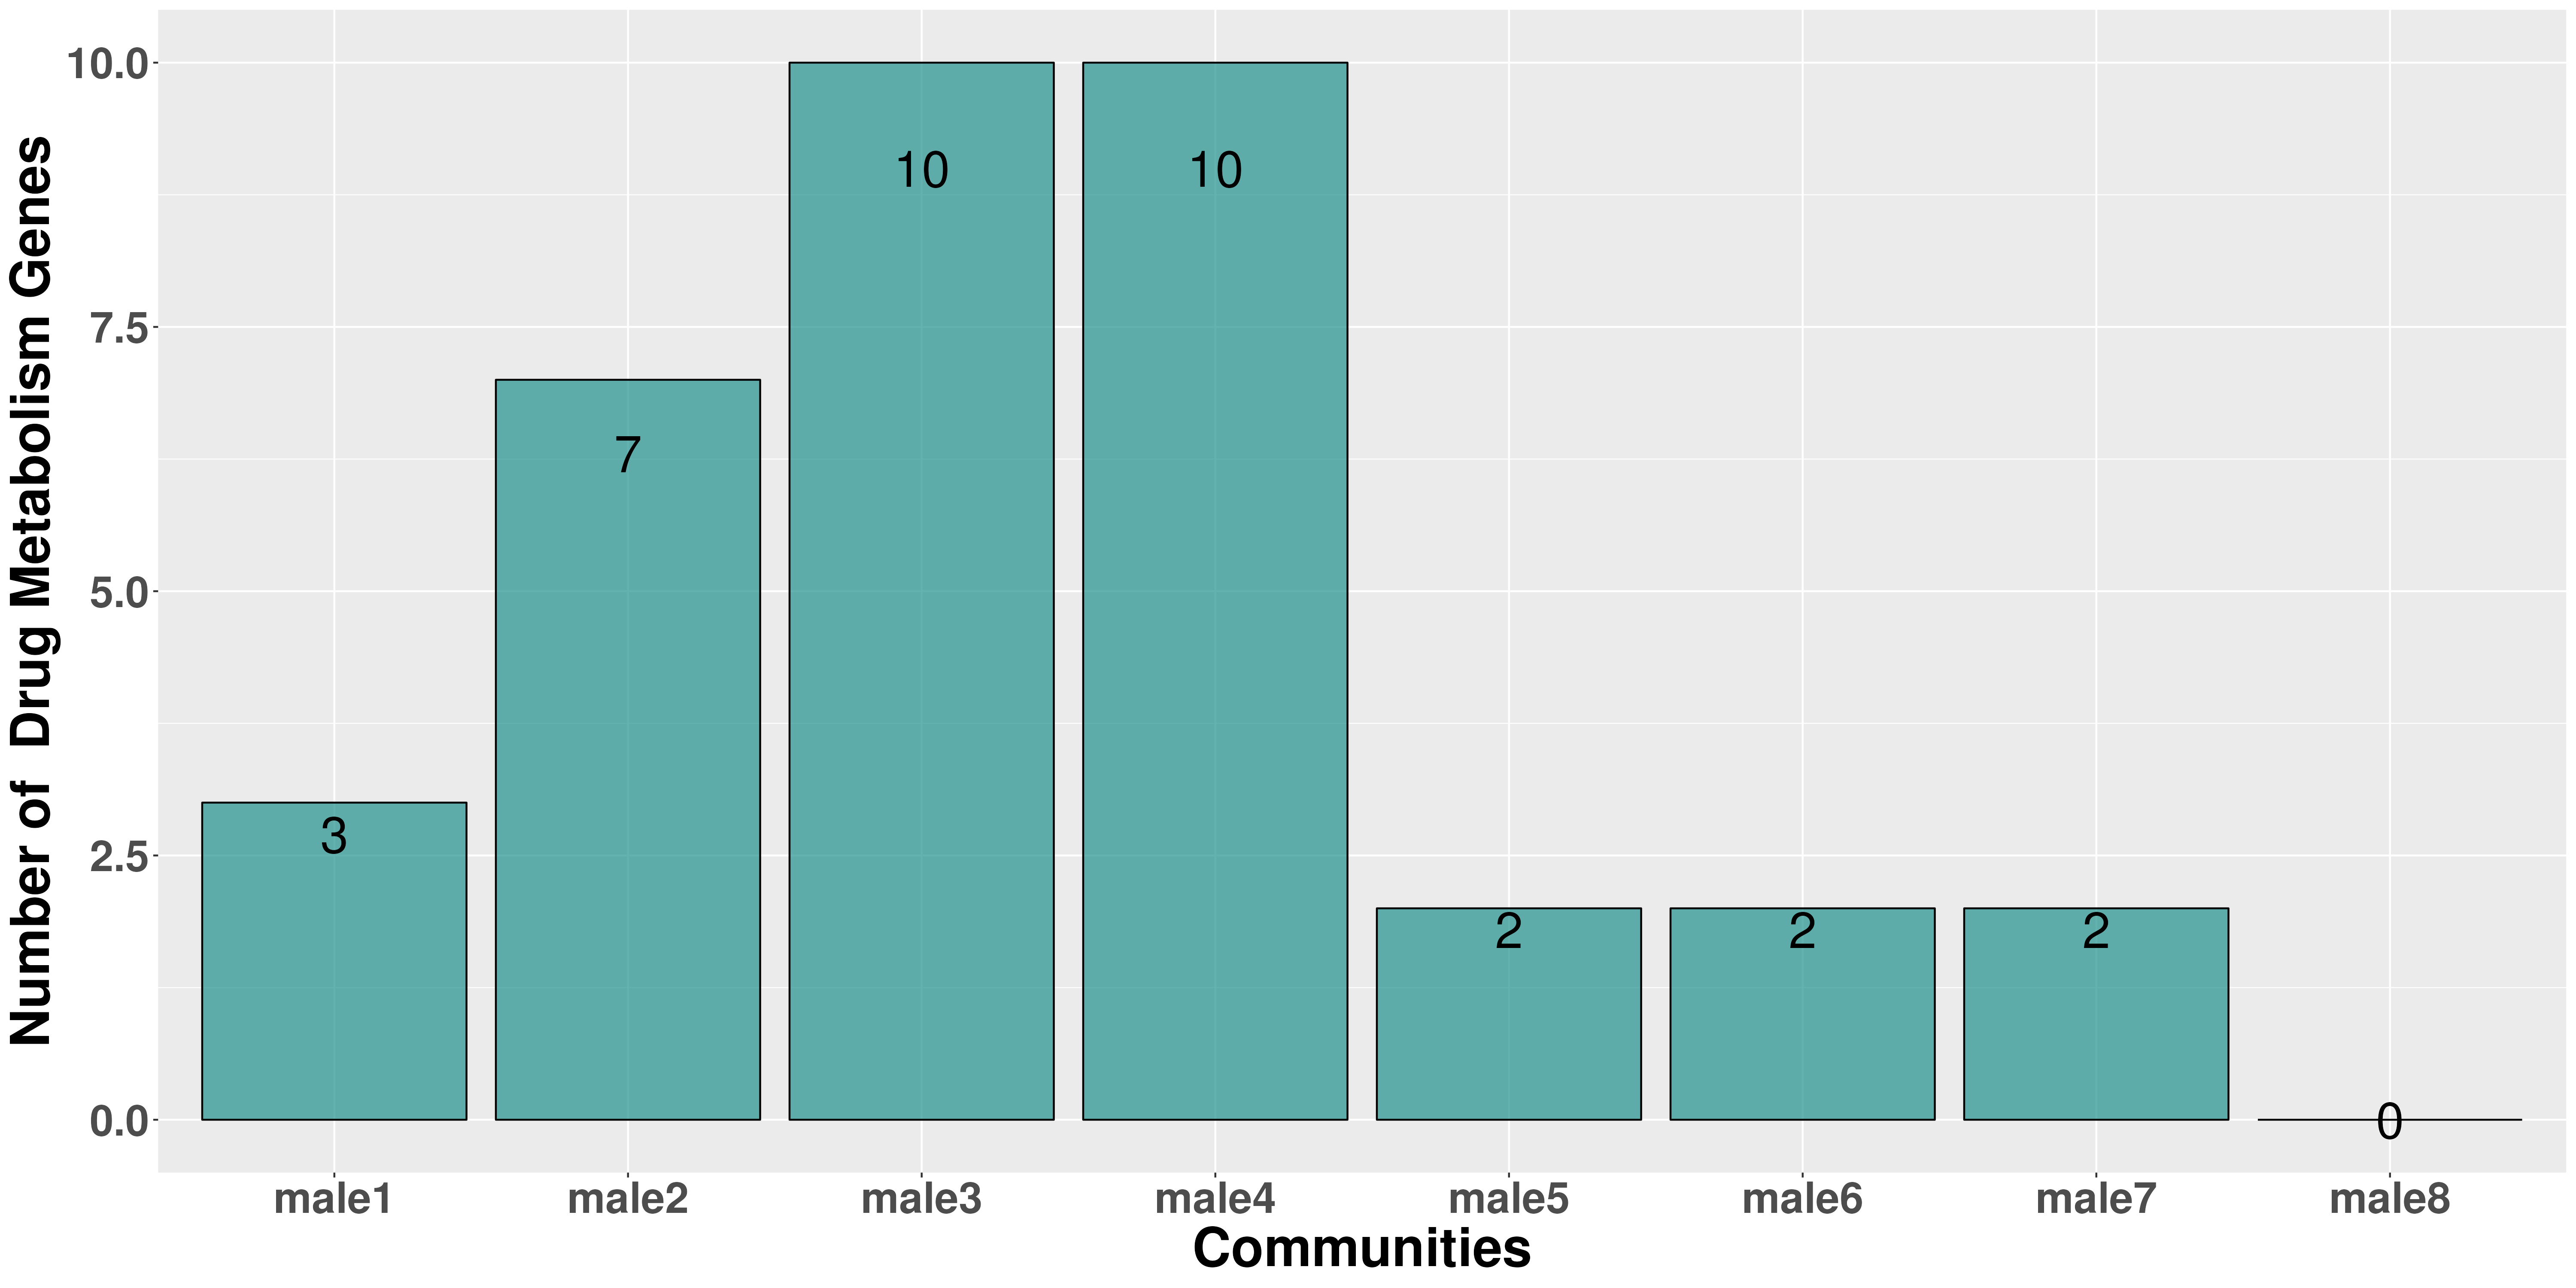 Number of  Drug Metabolism Genes
10.0
7.5
5.0
2.5
0.0
3
7
10
10
2
2
2
0
male1
male2
male3
male4
male5
male6
male7
male8
Communities